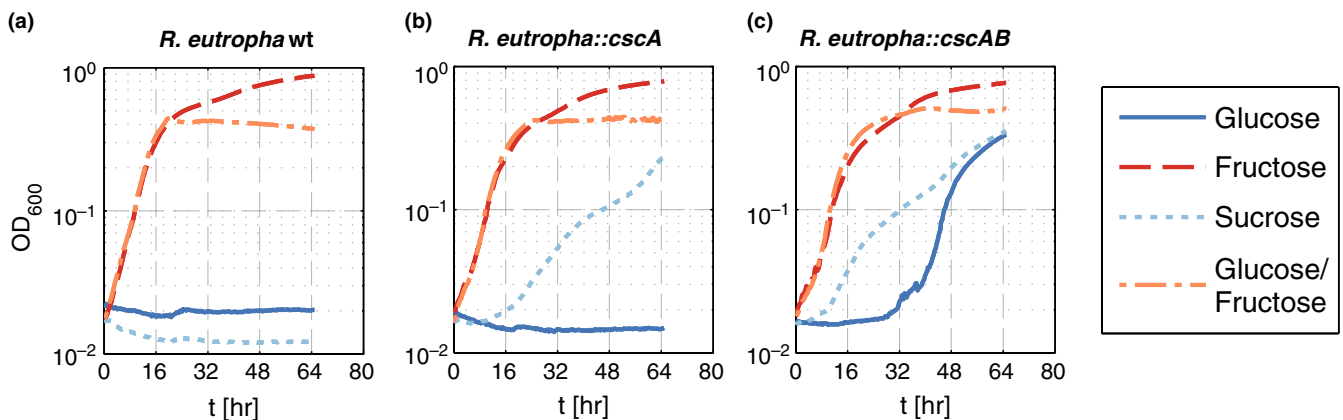 (a)
R. eutropha wt
(b)
R. eutropha::cscA
(c)
R. eutropha::cscAB
OD600
10^0
10^-1
10^-2
0 16 32 48 64 80
t [hr]
10^0
10^-1
10^-2
0 16 32 48 64 80
t [hr]
10^0
10^-1
10^-2
0 16 32 48 64 80
t [hr]
Glucose
Fructose
Sucrose
Glucose/
Fructose